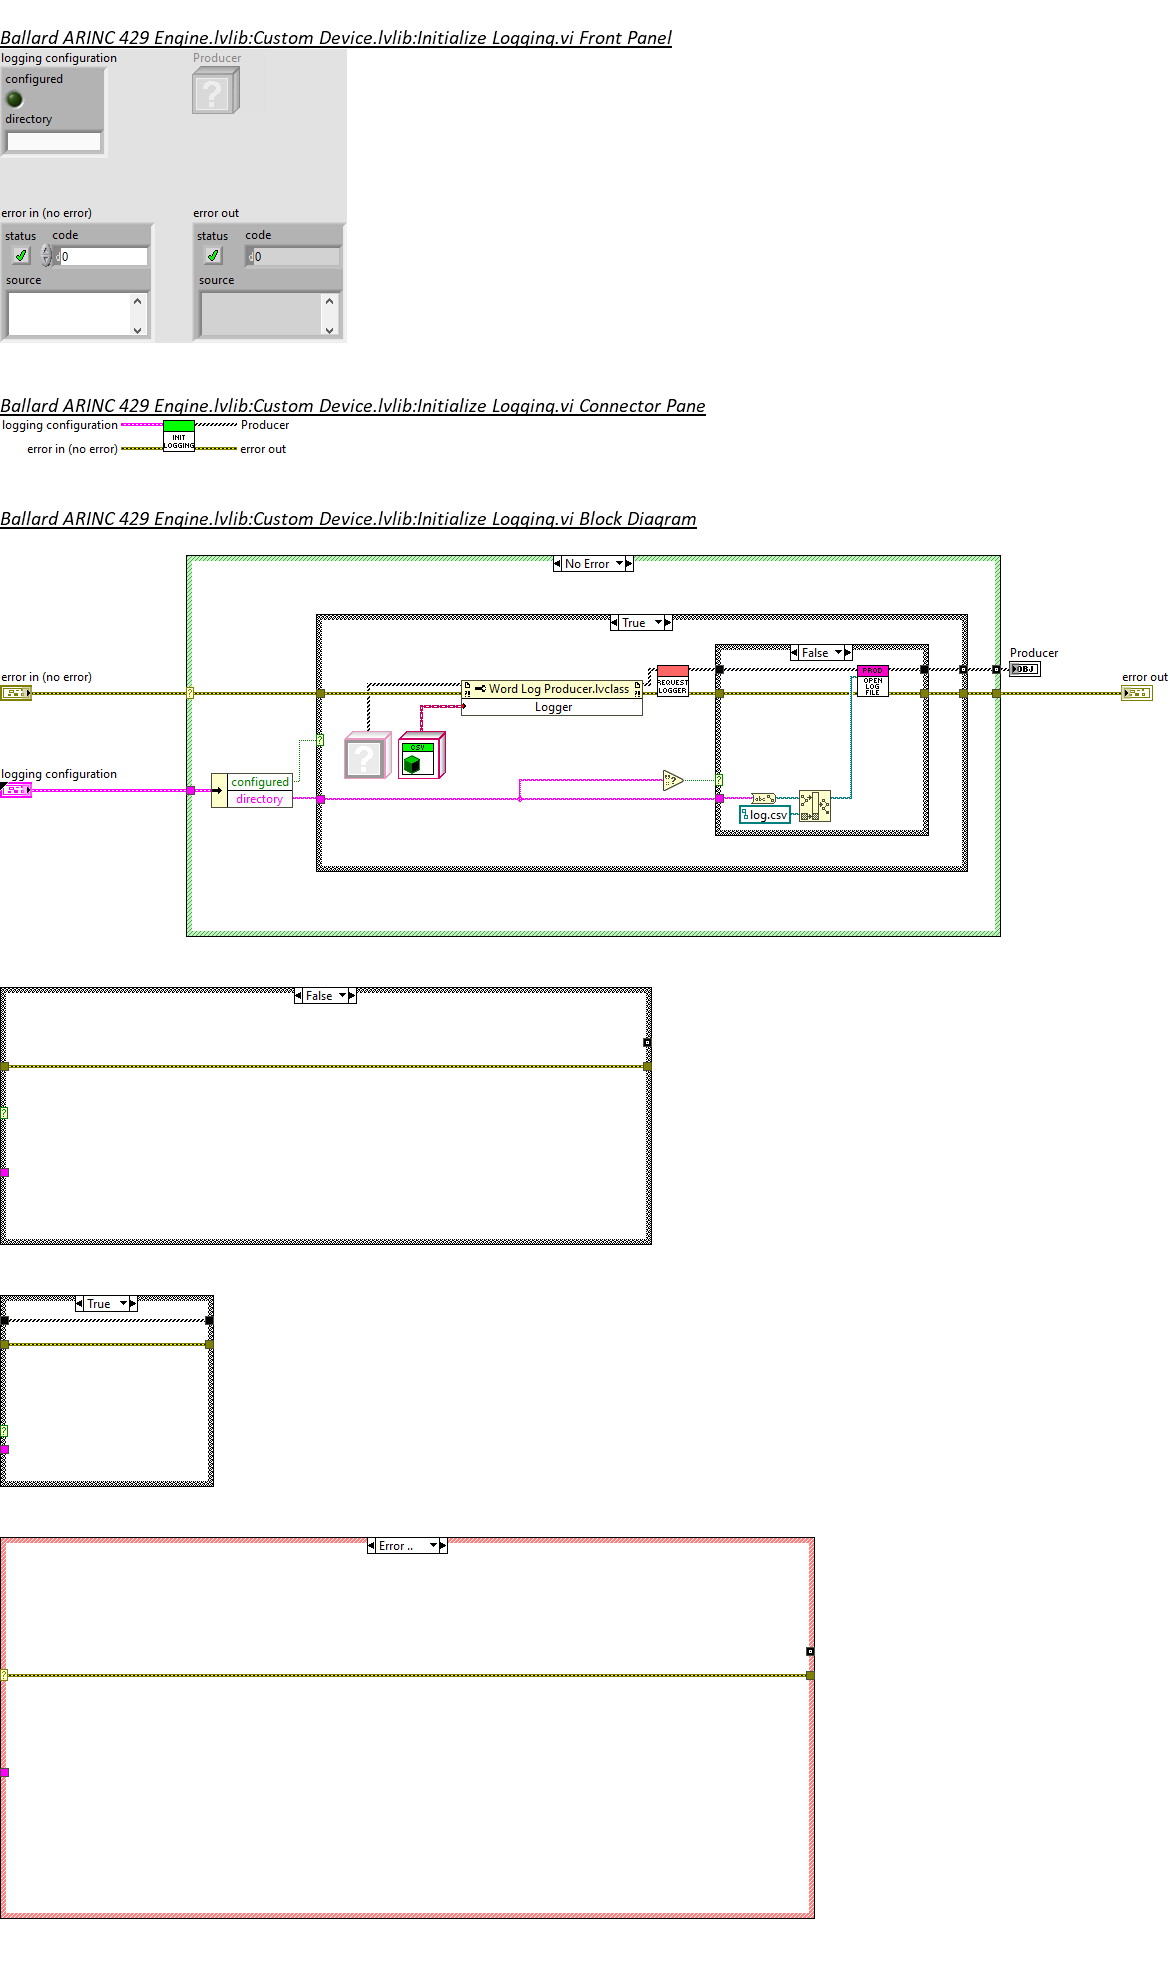 Ballard ARINC 429 Engine.lvlib:Custom Device.lvlib:Initialize Logging.vi Front Panel
logging configuration
Producer
configured
?
directory
error in (no error)
error out
status code
status code
0
0
source
source
Ballard ARINC 429 Engine.lvlib:Custom Device.lvlib:Initialize Logging.vi Connector Pane
logging configuration
Producer
INIT
LOGGING
error in (no error)
error out
Ballard ARINC 429 Engine.lvlib:Custom Device.lvlib:Initialize Logging.vi Block Diagram
No Error
True
False
Producer
OBJ
error in (no error)
error out
Word Log Producer.lvclass
Logger
REQUEST
LOGGER
PROD
OPEN
LOG
FILE
?
?
CSV
?
logging configuration
configured
directory
?
?
abc
log.csv
False
?
True
?
Error ..
?